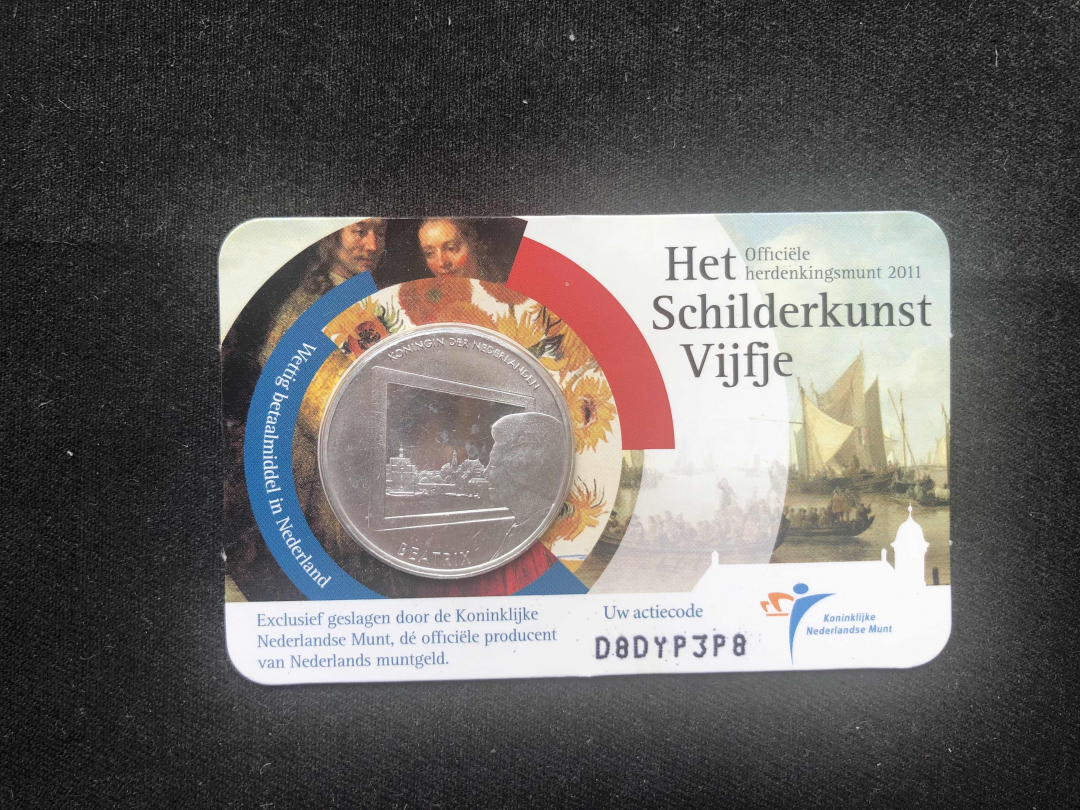 Het Officiële
herdenkingsmunt 2011
Schilderkunst
Vijfje
Wettig betaalmiddel in Nederland
KONINGIN DER NEDERLANDEN
BEATRIX
Exclusief geslagen door de Koninklijke
Nederlandse Munt, dé officiële producent
van Nederlands muntgeld.
Uw actiecode
D8DYP3P8
Koninklijke
Nederlandse Munt